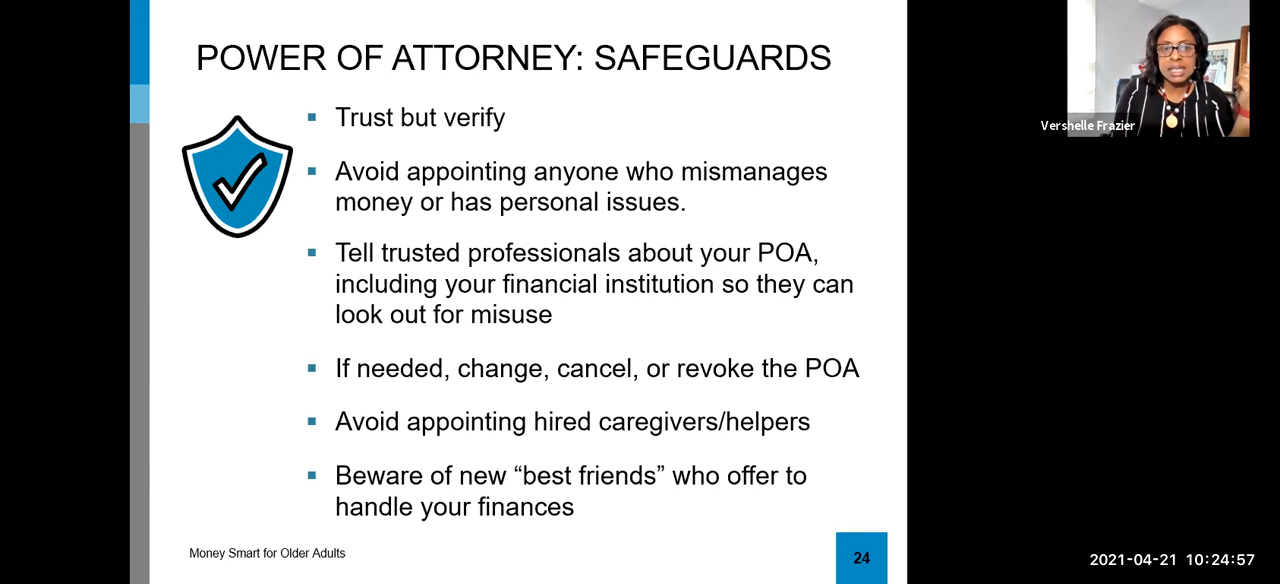 POWER OF ATTORNEY: SAFEGUARDS
▪ Trust but verify
▪ Avoid appointing anyone who mismanages
money or has personal issues.
▪ Tell trusted professionals about your POA,
including your financial institution so they can
look out for misuse
▪ If needed, change, cancel, or revoke the POA
▪ Avoid appointing hired caregivers/helpers
▪ Beware of new “best friends” who offer to
handle your finances
Money Smart for Older Adults
24
Vershelle Frazier
2021-04-21 10:24:57